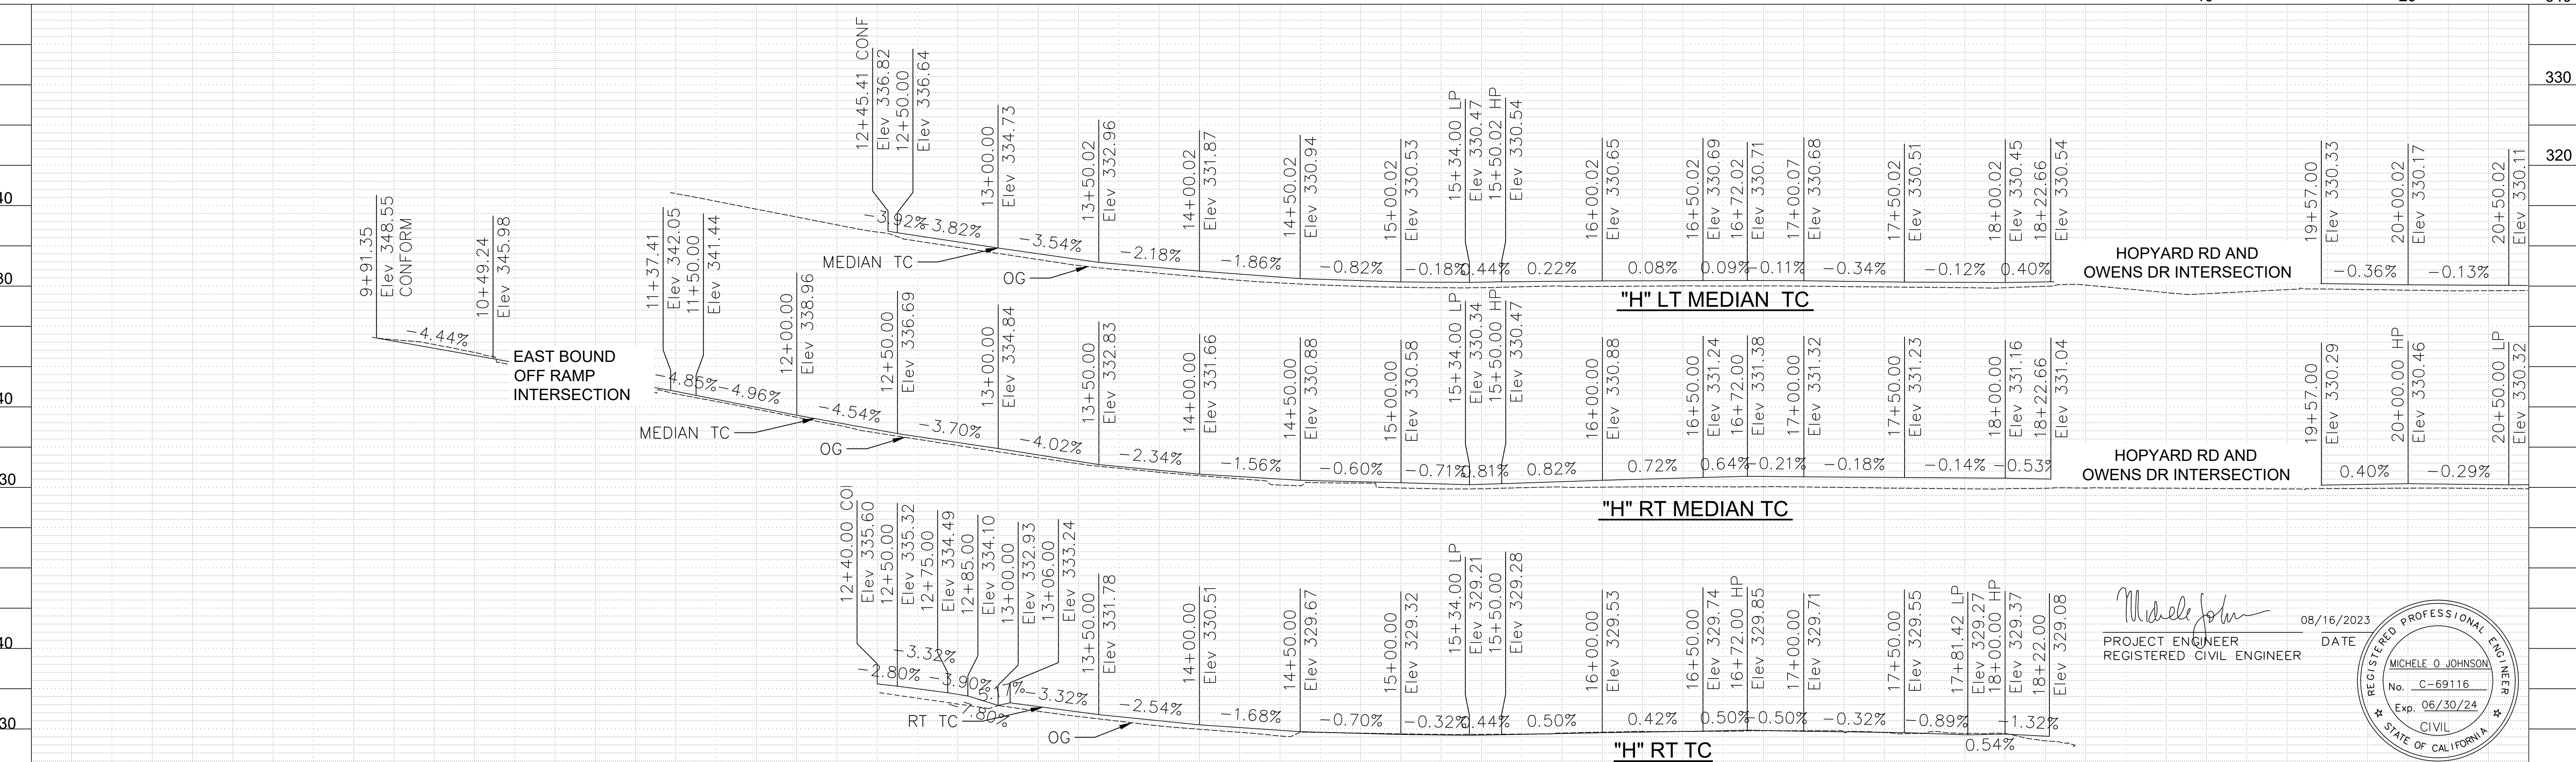 330
320
12+45.41 CONF
Elev 336.82
12+50.00
Elev 336.64
13+00.00
Elev 334.73
13+50.02
Elev 332.96
14+00.02
Elev 331.87
14+50.02
Elev 330.94
15+00.02
Elev 330.53
15+34.00 LP
Elev 330.47
15+50.02 HP
Elev 330.54
16+00.02
Elev 330.65
16+50.02
Elev 330.69
16+72.02
Elev 330.71
17+00.07
Elev 330.68
17+50.02
Elev 330.51
18+00.02
Elev 330.45
18+22.66
Elev 330.54
19+57.00
Elev 330.33
20+00.02
Elev 330.17
20+50.02
Elev 330.11
-3.92%
-3.82%
-3.54%
-2.18%
-1.86%
-0.82%
-0.18%
0.44%
0.22%
0.08%
0.09%
-0.11%
-0.34%
-0.12%
0.40%
HOPYARD RD AND
OWENS DR INTERSECTION
-0.36%
-0.13%
MEDIAN TC
OG
"H" LT MEDIAN TC
9+91.35
Elev 348.55
CONFORM
10+49.24
Elev 345.98
11+37.41
Elev 342.05
11+50.00
Elev 341.44
12+00.00
Elev 338.96
12+50.00
Elev 336.69
13+00.00
Elev 334.84
13+50.00
Elev 332.83
14+00.00
Elev 331.66
14+50.00
Elev 330.88
15+00.00
Elev 330.58
15+34.00 LP
Elev 330.34
15+50.00 HP
Elev 330.47
16+00.00
Elev 330.88
16+50.00
Elev 331.24
16+72.00
Elev 331.38
17+00.00
Elev 331.32
17+50.00
Elev 331.23
18+00.00
Elev 331.16
18+22.66
Elev 331.04
19+57.00
Elev 330.29
20+00.00 HP
Elev 330.46
20+50.00 LP
Elev 330.32
-4.44%
EAST BOUND
OFF RAMP
INTERSECTION
-4.85%
-4.96%
-4.54%
-3.70%
-4.02%
-2.34%
-1.56%
-0.60%
-0.71%
0.81%
0.82%
0.72%
0.64%
-0.21%
-0.18%
-0.14%
-0.53%
HOPYARD RD AND
OWENS DR INTERSECTION
0.40%
-0.29%
MEDIAN TC
OG
"H" RT MEDIAN TC
12+40.00
Elev 335.60
12+50.00
Elev 335.32
12+75.00
Elev 334.49
12+85.00
Elev 334.10
13+00.00
Elev 332.93
13+06.00
Elev 333.24
13+50.00
Elev 331.78
14+00.00
Elev 330.51
14+50.00
Elev 329.67
15+00.00
Elev 329.32
15+34.00 LP
Elev 329.21
15+50.00
Elev 329.28
16+00.00
Elev 329.53
16+50.00
Elev 329.74
16+72.00 HP
Elev 329.85
17+00.00
Elev 329.71
17+50.00
Elev 329.55
17+81.42 LP
Elev 329.27
18+00.00 HP
Elev 329.37
18+22.00
Elev 329.08
-2.80%
-3.32%
-3.90%
-7.80%
5.17%
-3.32%
-2.54%
-1.68%
-0.70%
-0.32%
0.44%
0.50%
0.42%
0.50%
-0.50%
-0.32%
-0.89%
0.54%
-1.32%
RT TC
OG
"H" RT TC
Michele John
08/16/2023
PROJECT ENGINEER
DATE
REGISTERED CIVIL ENGINEER
REGISTERED PROFESSIONAL ENGINEER
MICHELE O JOHNSON
No. C-69116
Exp. 06/30/24
CIVIL
STATE OF CALIFORNIA